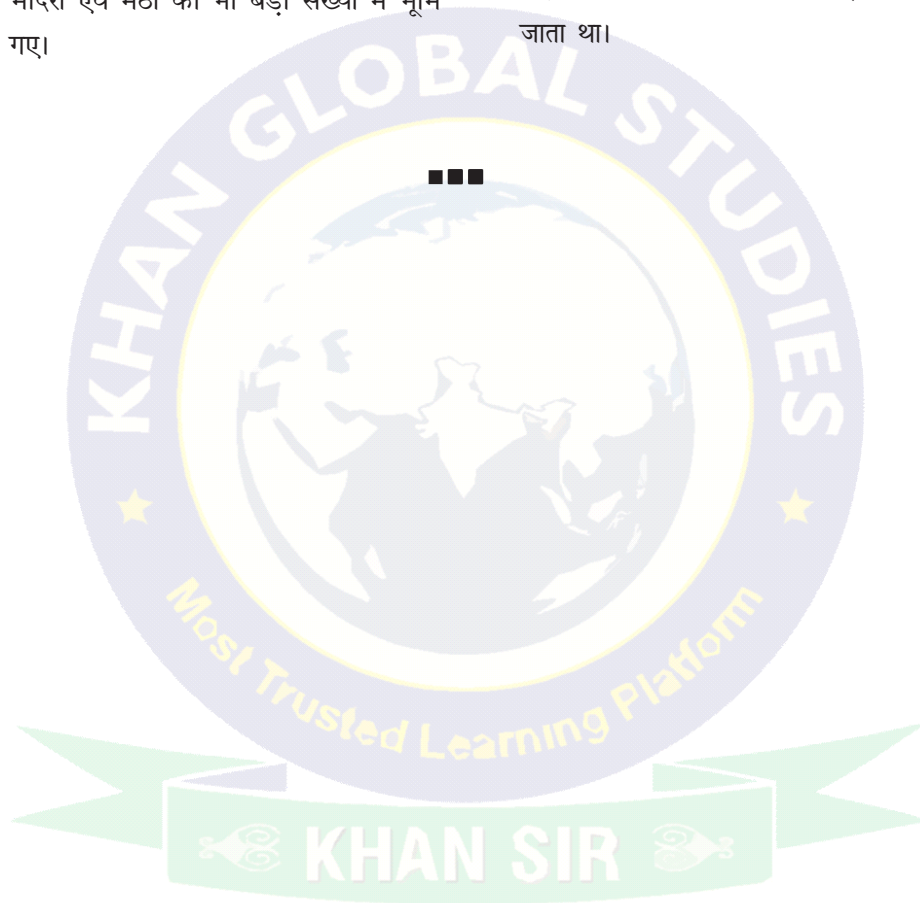 मंदिरों एवं मठों को भी बड़ी संख्या में भूमि
गए।
जाता था।
KHAN GLOBAL STUDIES
Most Trusted Learning Platform
KHAN SIR